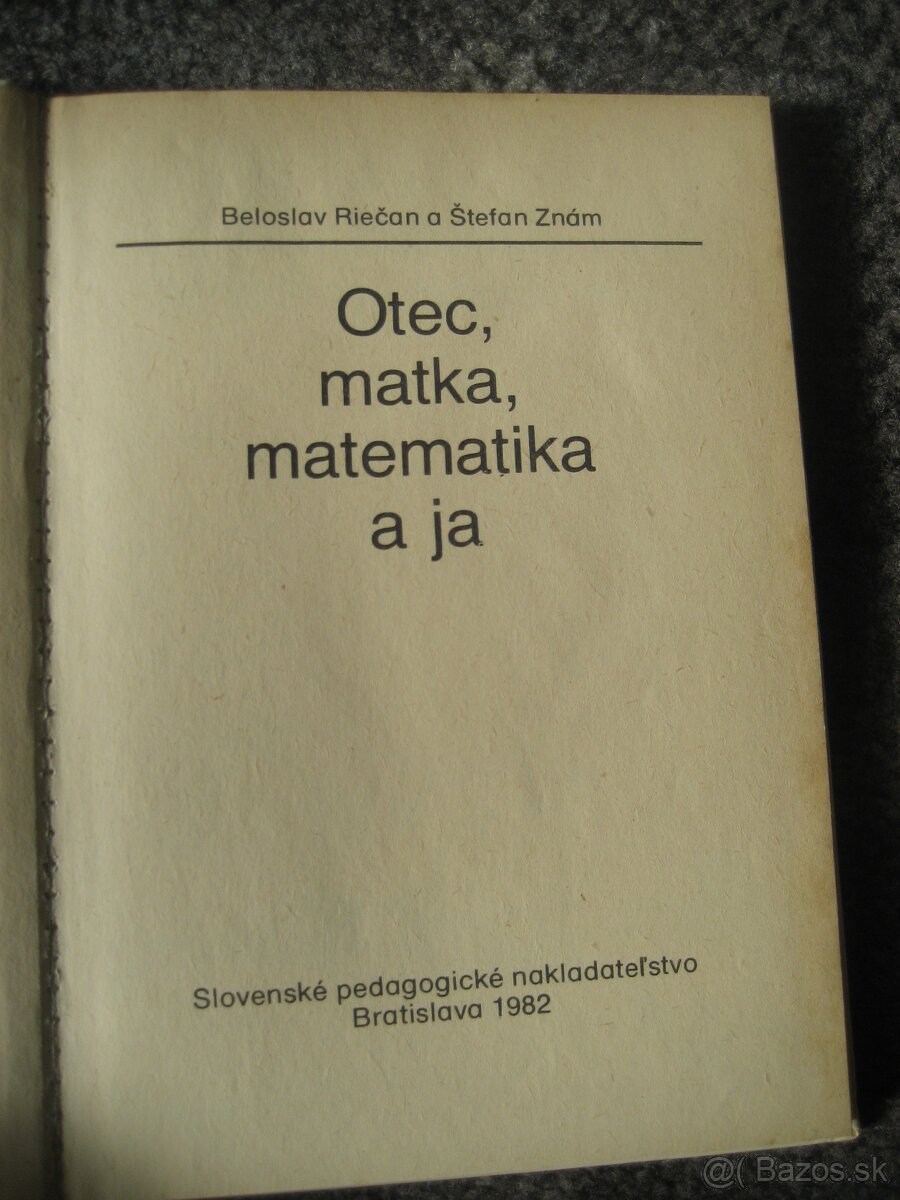 Beloslav Riečan a Štefan Znám
Otec,
matka,
matematika
a ja
Slovenské pedagogické nakladateľstvo
Bratislava 1982
@( Bazos.sk